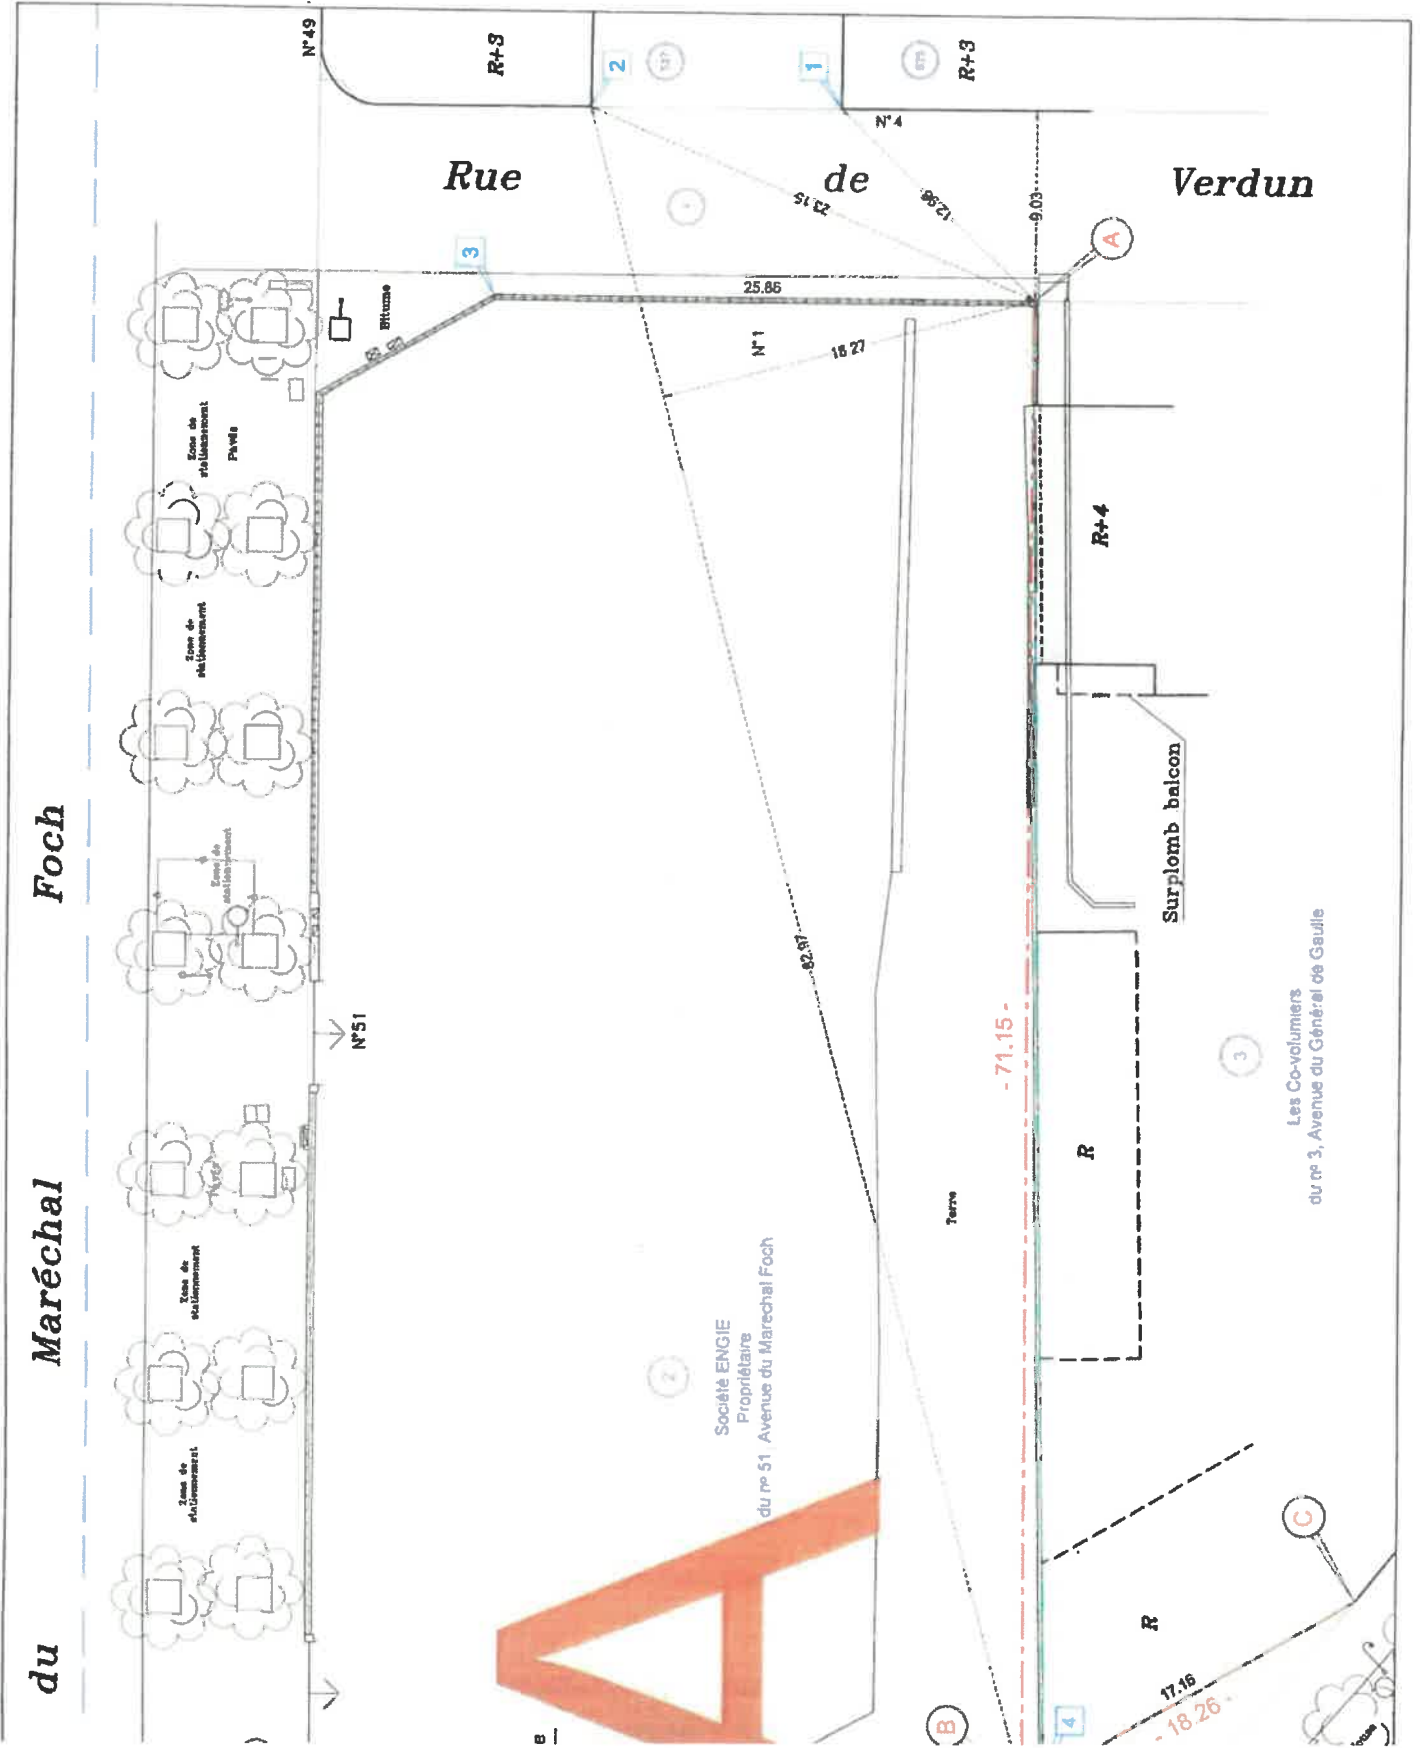 N°49
R+3
2
537
1
R+3
N°4
Rue
de
Verdun
1
23.15
12.98
9.03
A
3
25.86
Bitume
N°1
18.27
Zone de
stationnement
Pavés
R+4
Zone de
stationnement
Foch
Surplomb balcon
Zone de
stationnement
62.97
N°51
- 71.15 -
3
Les Co-volumiers
du n° 3, Avenue du Général de Gaulle
R
Maréchal
Terre
Zone de
stationnement
2
Société ENGIE
Propriétaire
du n° 51 Avenue du Marechal Foch
Zone de
stationnement
A
C
R
du
17.16
- 18.26 -
B
4
e